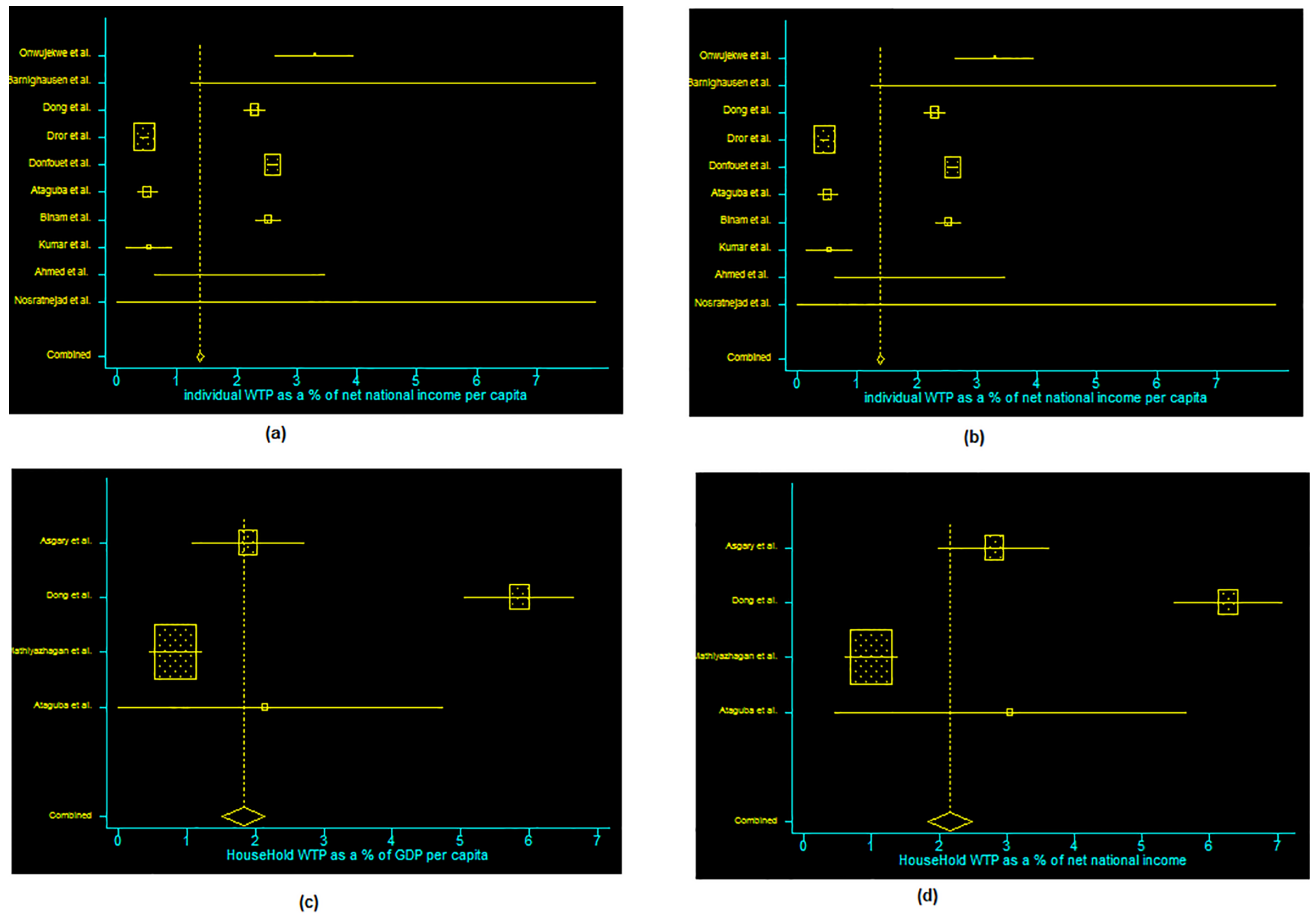 Onwujekwe et al.
Barnighausen et al.
Dong et al.
Dror et al.
Donfouet et al.
Ataguba et al.
Binam et al.
Kumar et al.
Ahmed et al.
Nosratnejad et al.
Combined
0 1 2 3 4 5 6 7
individual WTP as a % of net national income per capita
(a)
Onwujekwe et al.
Barnighausen et al.
Dong et al.
Dror et al.
Donfouet et al.
Ataguba et al.
Binam et al.
Kumar et al.
Ahmed et al.
Nosratnejad et al.
Combined
0 1 2 3 4 5 6 7
individual WTP as a % of net national income per capita
(b)
Asgary et al.
Dong et al.
Mathiyazhagan et al.
Ataguba et al.
Combined
0 1 2 3 4 5 6 7
HouseHold WTP as a % of GDP per capita
(c)
Asgary et al.
Dong et al.
Mathiyazhagan et al.
Ataguba et al.
Combined
0 1 2 3 4 5 6 7
HouseHold WTP as a % of net national income
(d)